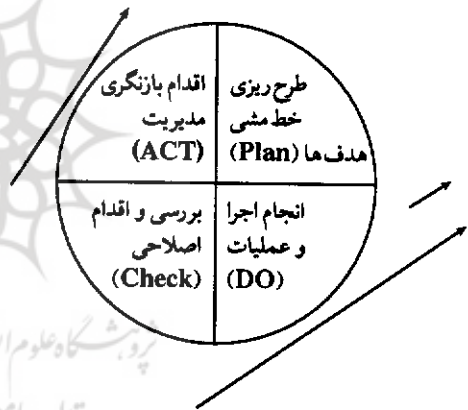 طرح ریزی
خط مشی
هدف ها (Plan)
اقدام بازنگری
مدیریت
(ACT)
انجام اجرا
و عملیات
(DO)
بررسی و اقدام
اصلاحی
(Check)